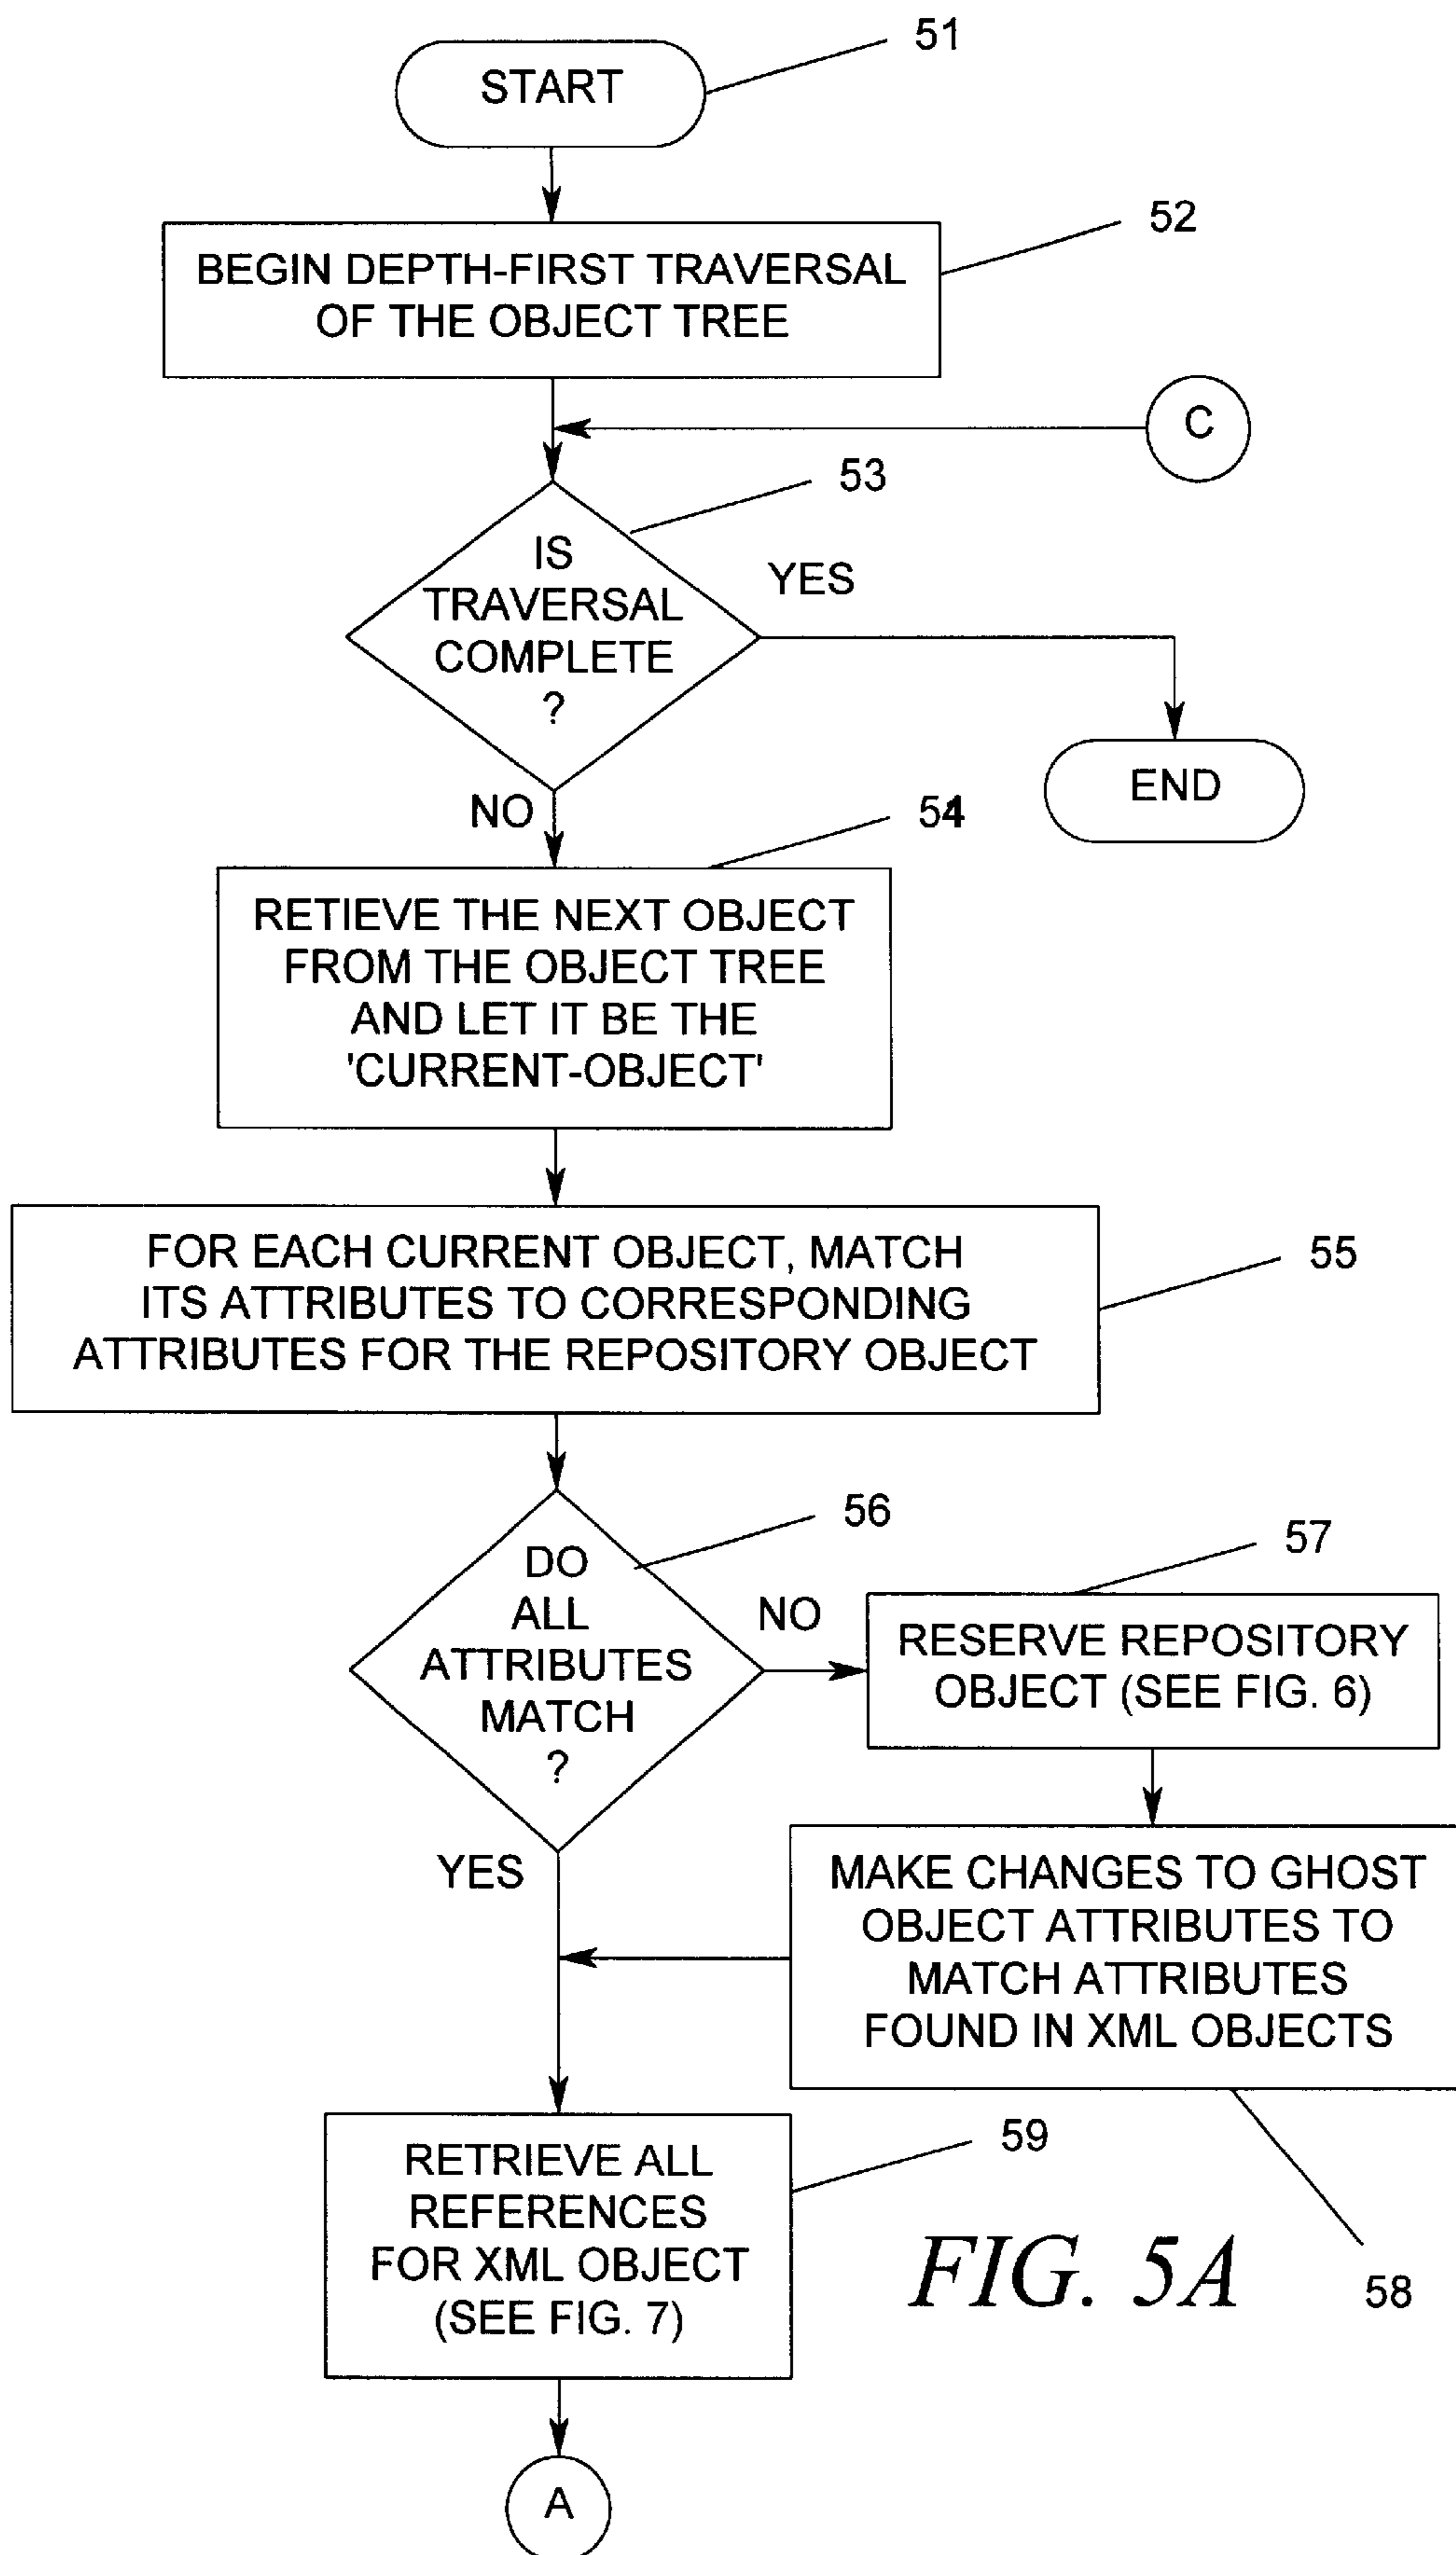 51
START
52
BEGIN DEPTH-FIRST TRAVERSAL
OF THE OBJECT TREE
C
53
IS
TRAVERSAL
COMPLETE
?
YES
END
NO
54
RETIEVE THE NEXT OBJECT
FROM THE OBJECT TREE
AND LET IT BE THE
'CURRENT-OBJECT'
FOR EACH CURRENT OBJECT, MATCH
ITS ATTRIBUTES TO CORRESPONDING
ATTRIBUTES FOR THE REPOSITORY OBJECT
55
56
DO
ALL
ATTRIBUTES
MATCH
?
NO
57
RESERVE REPOSITORY
OBJECT (SEE FIG. 6)
YES
MAKE CHANGES TO GHOST
OBJECT ATTRIBUTES TO
MATCH ATTRIBUTES
FOUND IN XML OBJECTS
58
59
RETRIEVE ALL
REFERENCES
FOR XML OBJECT
(SEE FIG. 7)
FIG. 5A
A